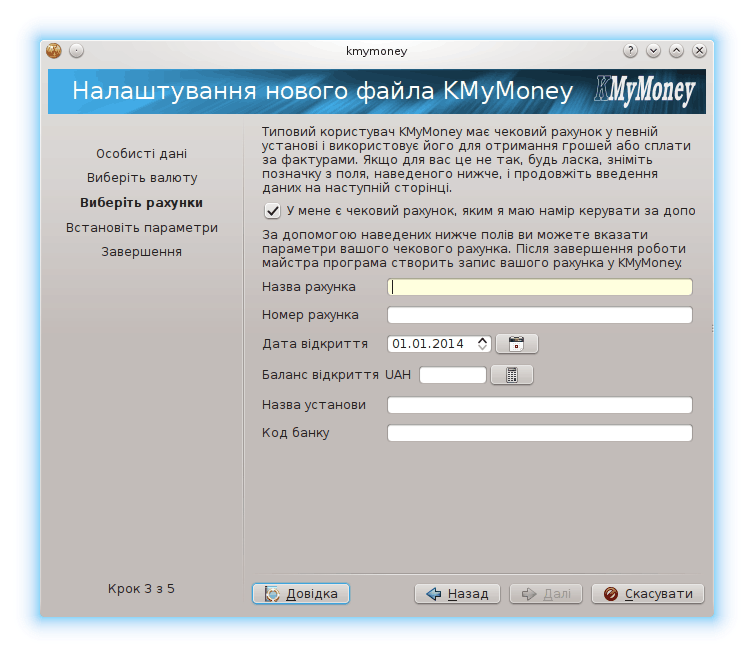 kmymoney
Налаштування нового файла KMyMoney
KMyMoney
Особисті дані
Виберіть валюту
Виберіть рахунки
Встановіть параметри
Завершення
Типовий користувач KMyMoney має чековий рахунок у певній
установі і використовує його для отримання грошей або сплати
за фактурами. Якщо для вас це не так, будь ласка, зніміть
позначку з поля, наведеного нижче, і продовжіть введення
даних на наступній сторінці.
У мене є чековий рахунок, яким я маю намір керувати за допо
За допомогою наведених нижче полів ви можете вказати
параметри вашого чекового рахунка. Після завершення роботи
майстра програма створить запис вашого рахунка у KMyMoney.
Назва рахунка
Номер рахунка
Дата відкриття 01.01.2014
Баланс відкриття UAH
Назва установи
Код банку
Крок 3 з 5
Довідка Назад Далі Скасувати